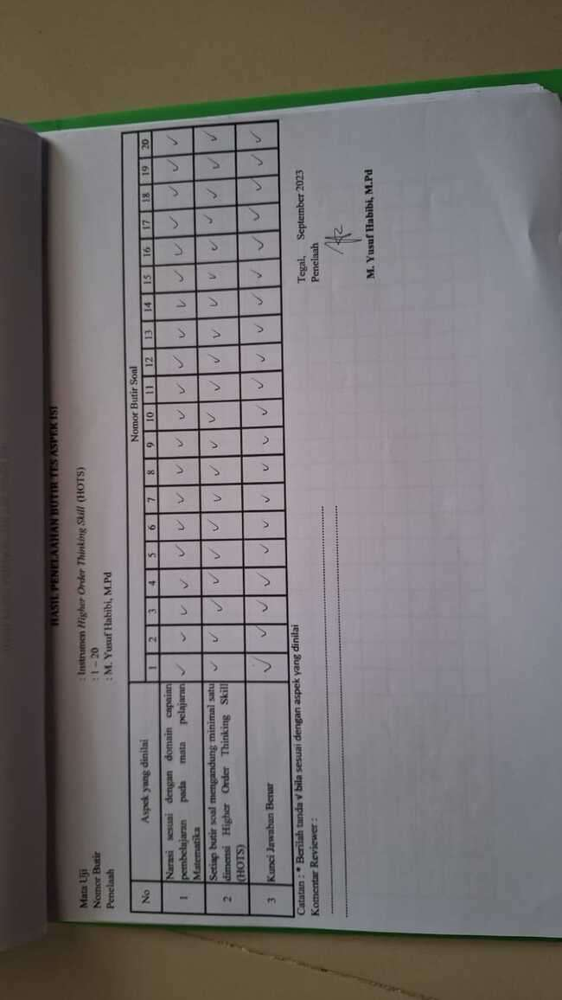 HASIL PENELAAHAN BUTIR TES ASPEK ISI
Mata Uji : Instrumen Higher Order Thinking Skill (HOTS)
Nomor Butir : 1 – 20
Penelaah : M. Yusuf Habibi, M.Pd
No Aspek yang dinilai Nomor Butir Soal
1 2 3 4 5 6 7 8 9 10 11 12 13 14 15 16 17 18 19 20
1 Narasi sesuai dengan domain capaian pembelajaran pada mata pelajaran Matematika ✓ ✓ ✓ ✓ ✓ ✓ ✓ ✓ ✓ ✓ ✓ ✓ ✓ ✓ ✓ ✓ ✓ ✓ ✓ ✓
2 Setiap butir soal mengandung minimal satu dimensi Higher Order Thinking Skill (HOTS) ✓ ✓ ✓ ✓ ✓ ✓ ✓ ✓ ✓ ✓ ✓ ✓ ✓ ✓ ✓ ✓ ✓ ✓ ✓ ✓
3 Kunci Jawaban Benar ✓ ✓ ✓ ✓ ✓ ✓ ✓ ✓ ✓ ✓ ✓ ✓ ✓ ✓ ✓ ✓ ✓ ✓ ✓ ✓
Catatan : * Berilah tanda √ bila sesuai dengan aspek yang dinilai
Komentar Reviewer :
Tegal, September 2023
Penelaah
M. Yusuf Habibi, M.Pd